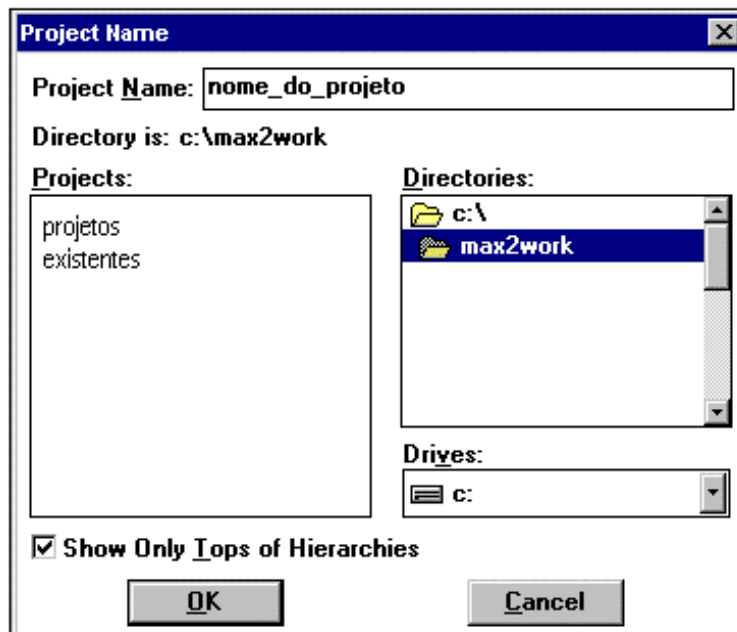 Project Name
Project Name: nome_do_projeto
Directory is: c:\max2work
Projects:
projetos
existentes
Directories:
c:\
max2work
Drives:
c:
Show Only Tops of Hierarchies
OK
Cancel